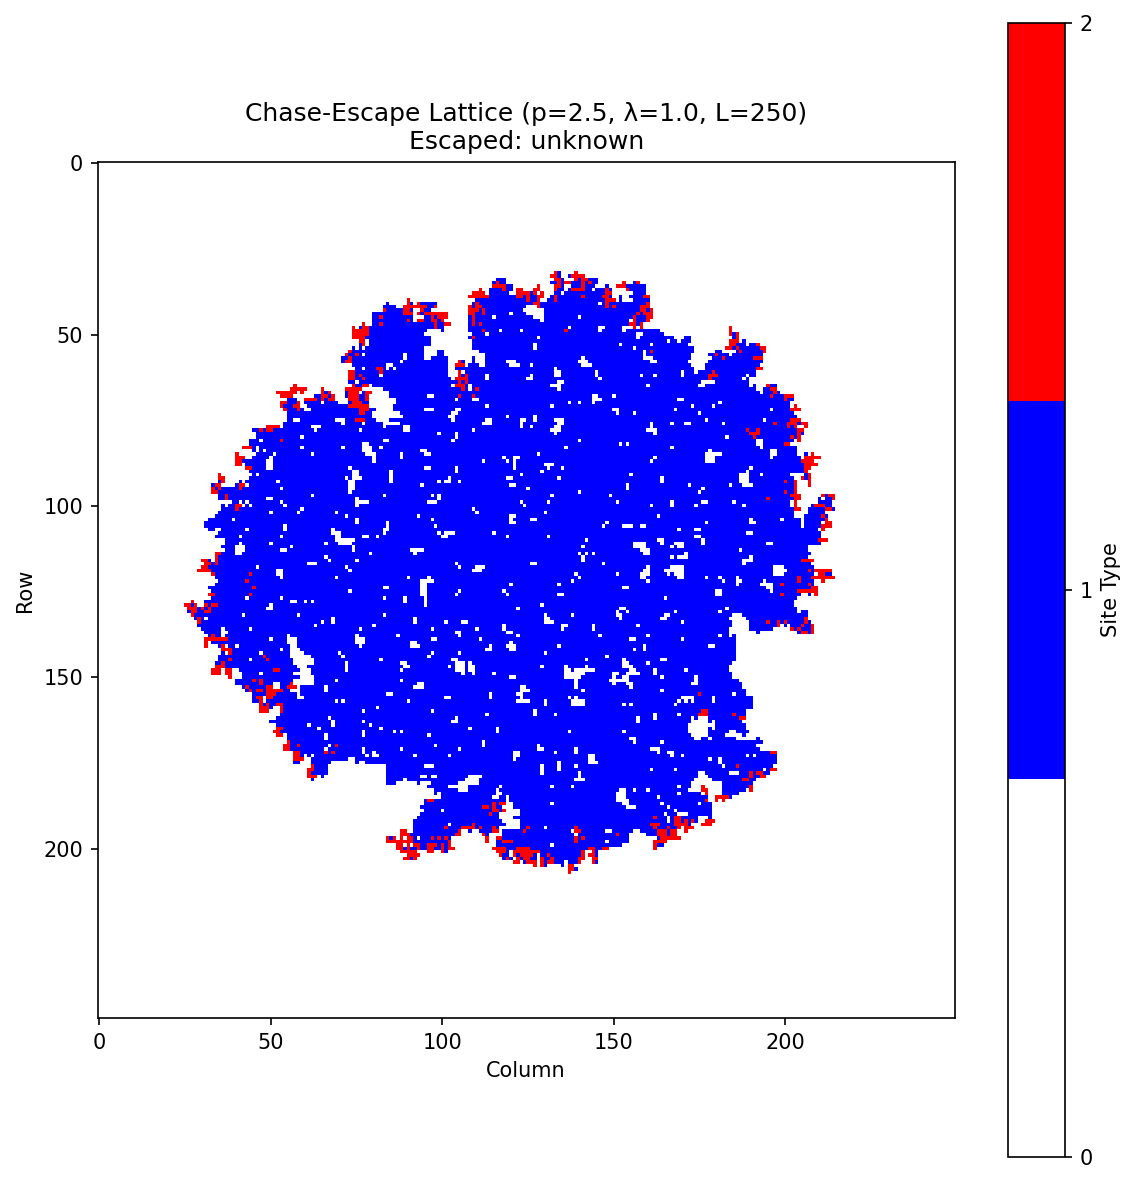 Chase-Escape Lattice (p=2.5, λ=1.0, L=250)
Escaped: unknown
0
50
100
150
200
Row
0
50
100
150
200
Column
2
1
0
Site Type